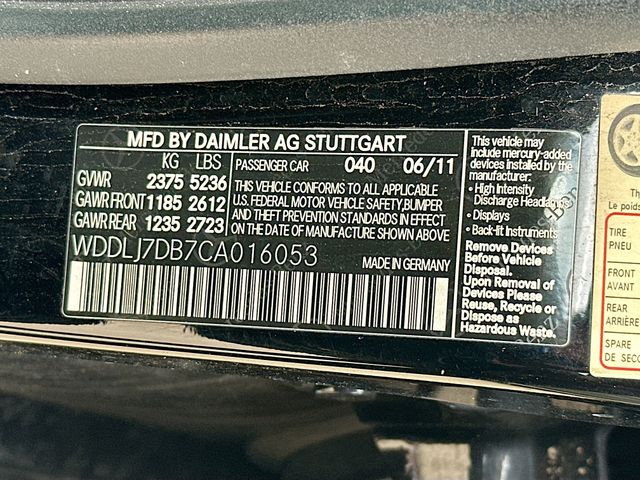 MFD BY DAIMLER AG STUTTGART
KG LBS
GVWR 2375 5236
GAWR FRONT 1185 2612
GAWR REAR 1235 2723
PASSENGER CAR 040 06/11
THIS VEHICLE CONFORMS TO ALL APPLICABLE
U.S. FEDERAL MOTOR VEHICLE SAFETY, BUMPER
AND THEFT PREVENTION STANDARDS IN EFFECT
ON THE DATE OF MANUFACTURE SHOWN ABOVE.
WDDLJ7DB7CA016053
MADE IN GERMANY
This vehicle may
include mercury-added
devices installed by the
manufacturer:
• High Intensity
Discharge Headlamps
• Displays
• Back-lit Instruments
Remove Devices
Before Vehicle
Disposal.
Upon Removal of
Devices Please
Reuse, Recycle or
Dispose as
Hazardous Waste.
Le poids
TIRE
PNEU
FRONT
AVANT
REAR
ARRIÈRE
SPARE
DE SECO